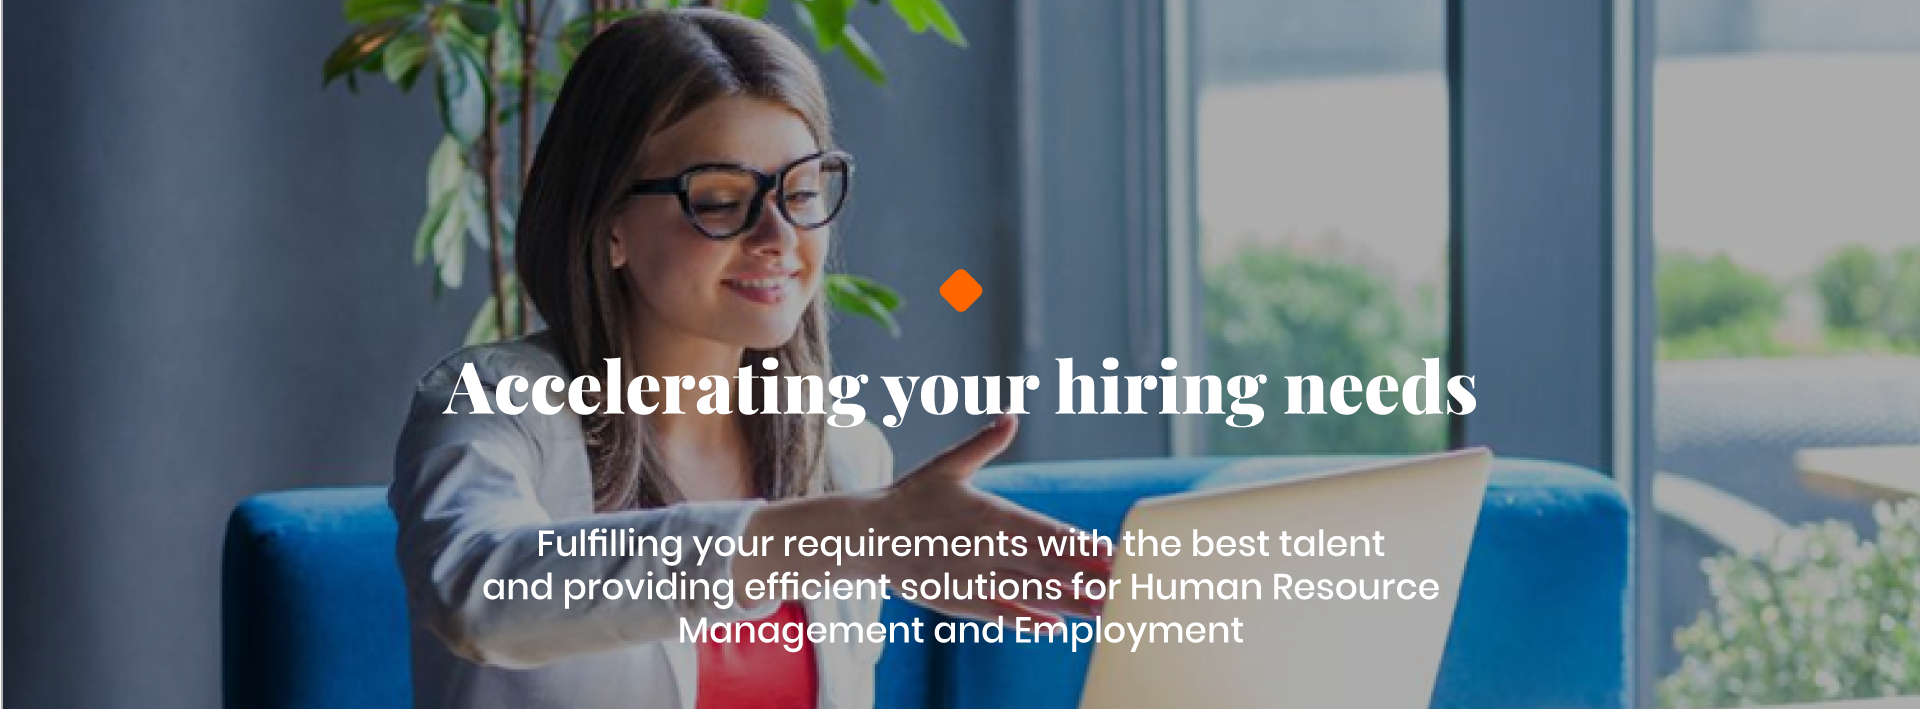 Accelerating your hiring needs
Fulfilling your requirements with the best talent
and providing efficient solutions for Human Resource
Management and Employment